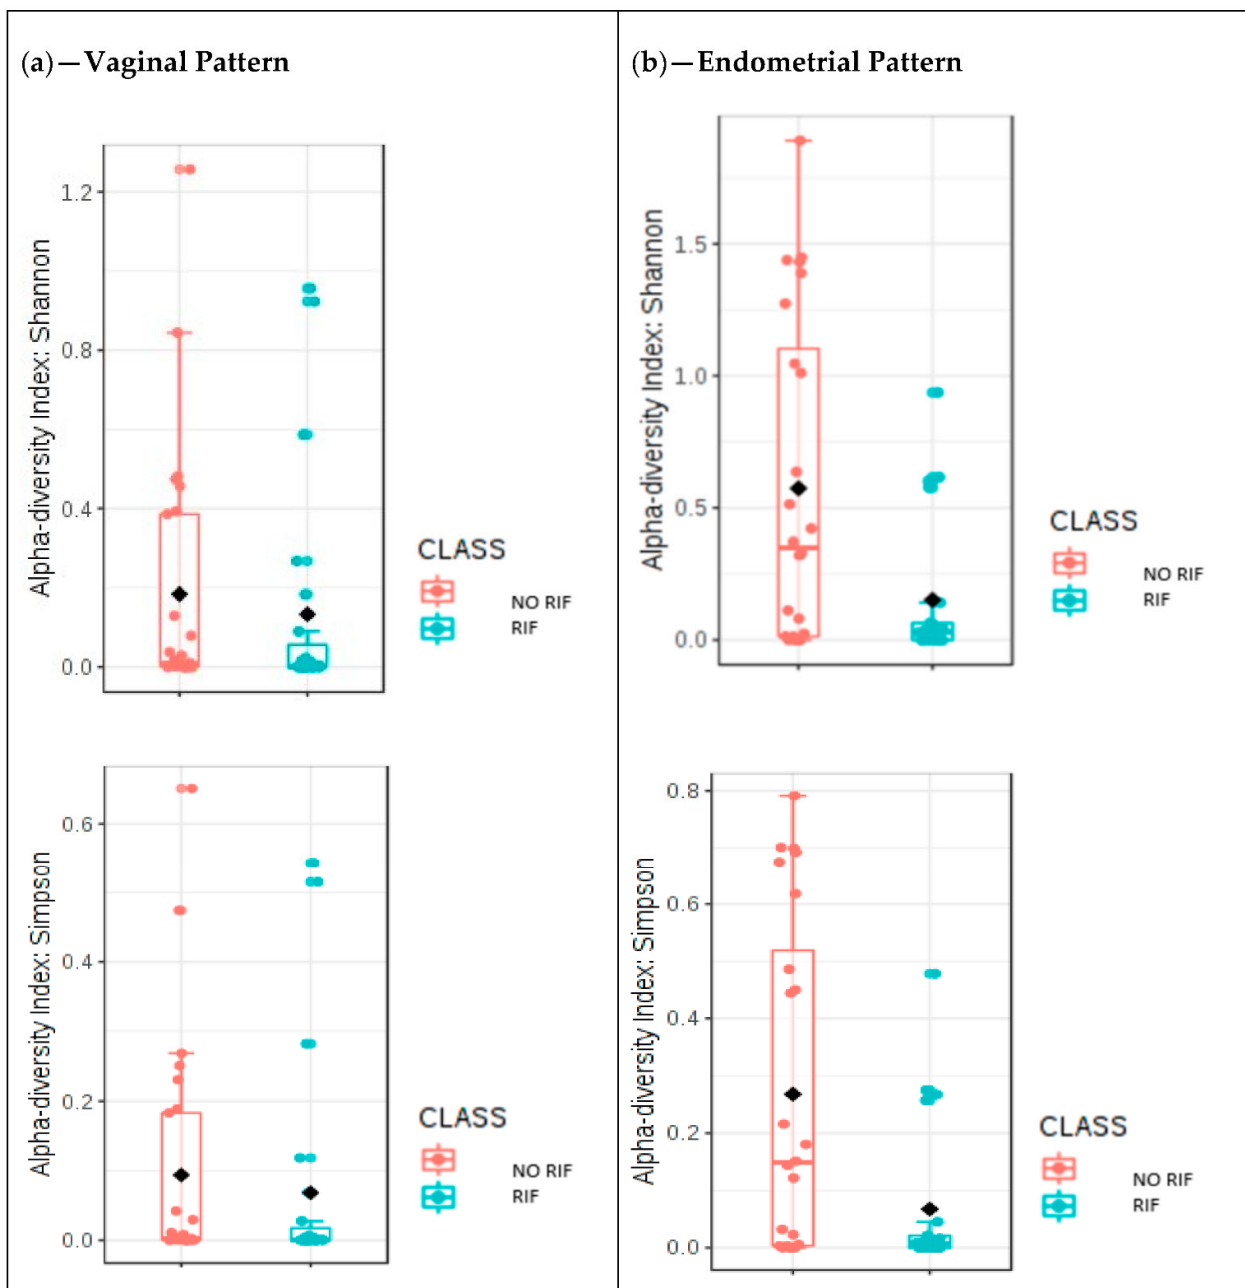 (a)—Vaginal Pattern
Alpha-diversity Index: Shannon
1.2
0.8
0.4
0.0
CLASS
NO RIF
RIF
Alpha-diversity Index: Simpson
0.6
0.4
0.2
0.0
CLASS
NO RIF
RIF
(b)—Endometrial Pattern
Alpha-diversity Index: Shannon
1.5
1.0
0.5
0.0
CLASS
NO RIF
RIF
Alpha-diversity Index: Simpson
0.8
0.6
0.4
0.2
0.0
CLASS
NO RIF
RIF